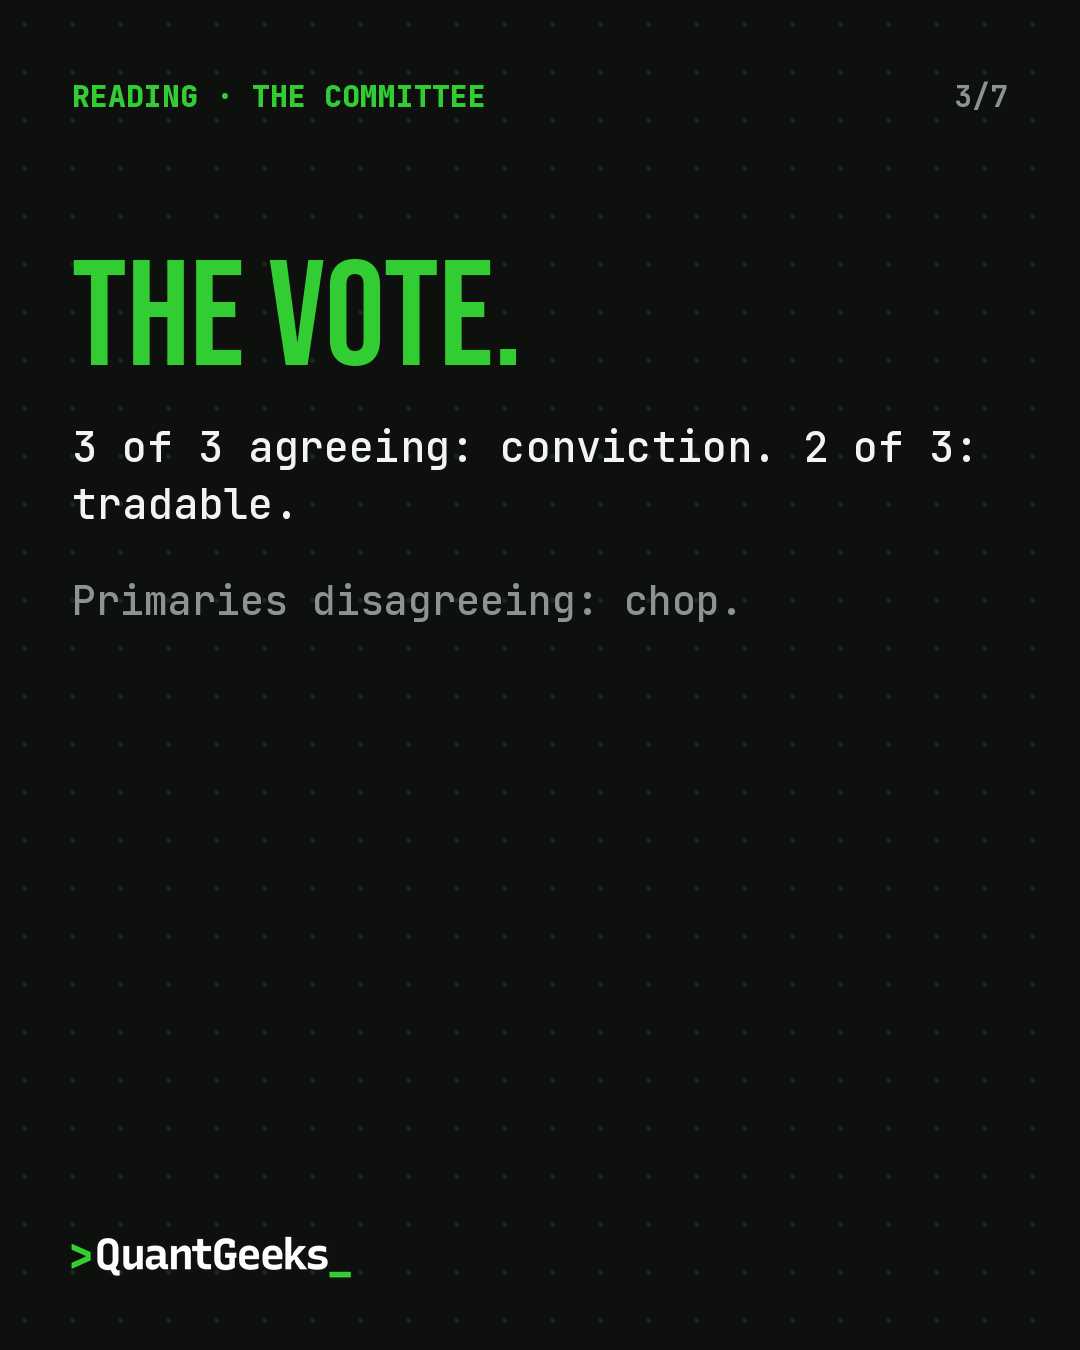 READING · THE COMMITTEE
3/7
THE VOTE.
3 of 3 agreeing: conviction. 2 of 3:
tradable.
Primaries disagreeing: chop.
>QuantGeeks_